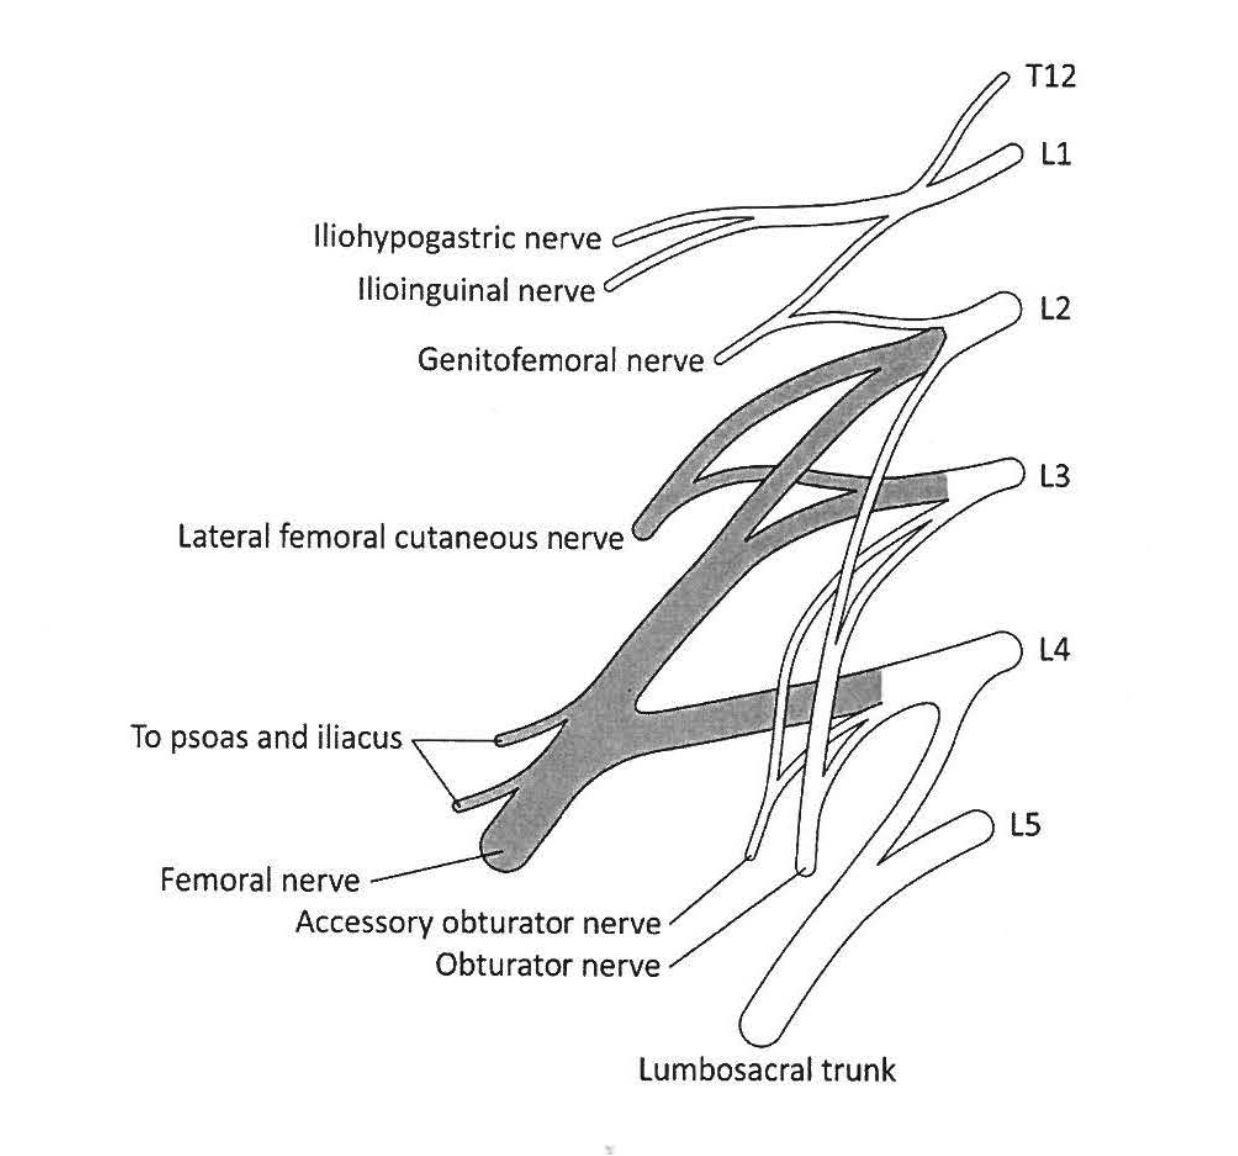 T12
L1
Iliohypogastric nerve
Ilioinguinal nerve
L2
Genitofemoral nerve
L3
Lateral femoral cutaneous nerve
L4
To psoas and iliacus
L5
Femoral nerve
Accessory obturator nerve
Obturator nerve
Lumbosacral trunk